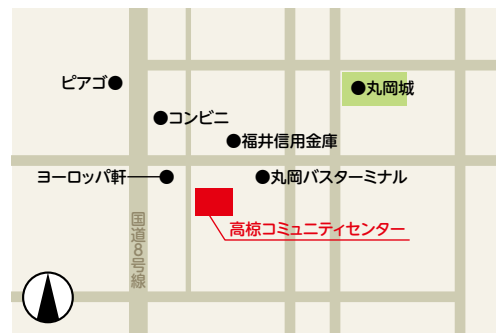 ピアゴ
丸岡城
コンビニ
福井信用金庫
ヨーロッパ軒
丸岡バスターミナル
高椋コミュニティセンター
国道8号線